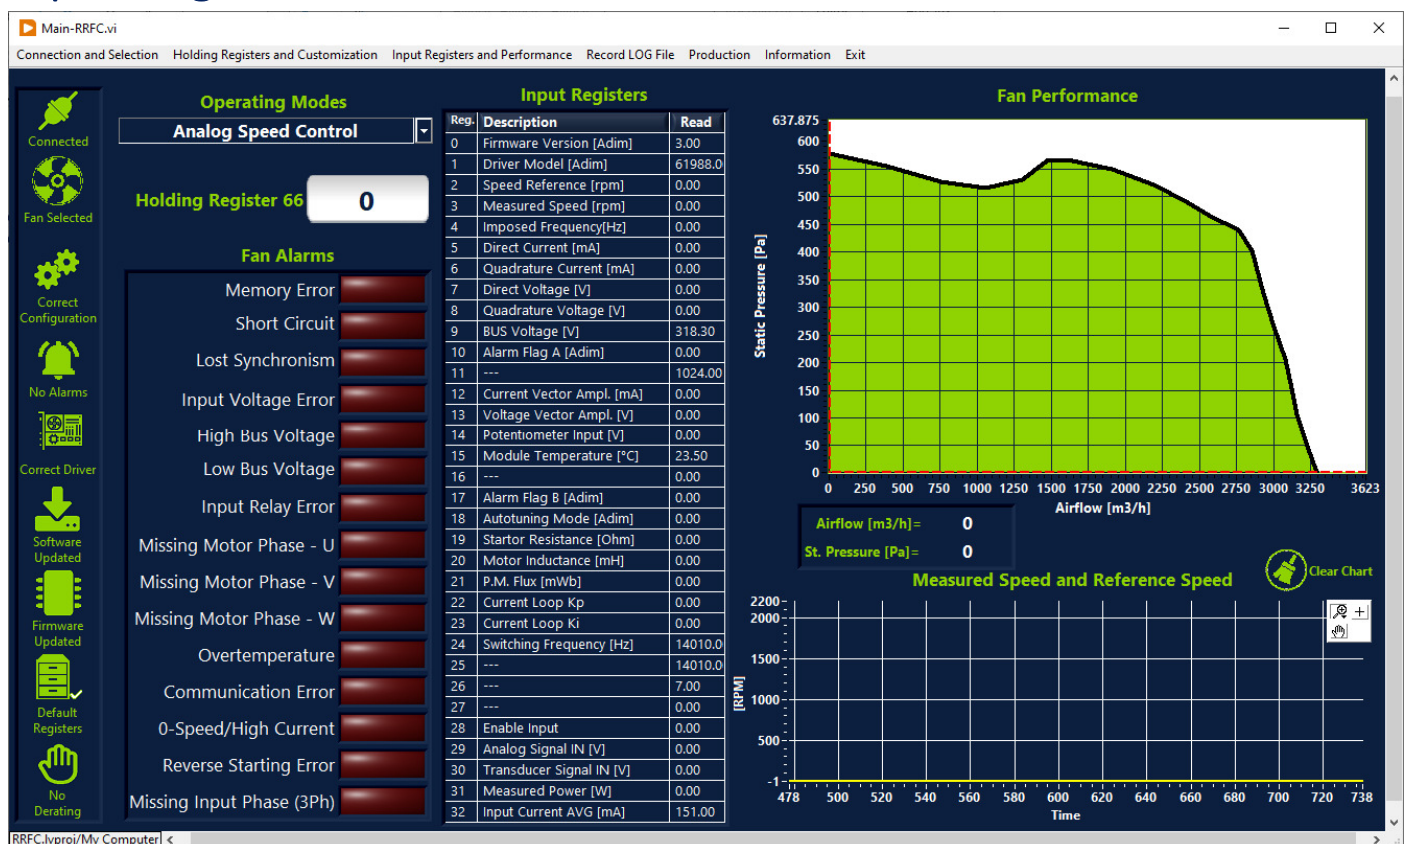 Main-RRFC.vi
Connection and Selection Holding Registers and Customization Input Registers and Performance Record LOG File Production Information Exit
Connected
Fan Selected
Correct
Configuration
No Alarms
Correct Driver
Software
Updated
Firmware
Updated
Default
Registers
No
Derating
Operating Modes
Analog Speed Control
Holding Register 66 0
Fan Alarms
Memory Error
Short Circuit
Lost Synchronism
Input Voltage Error
High Bus Voltage
Low Bus Voltage
Input Relay Error
Missing Motor Phase - U
Missing Motor Phase - V
Missing Motor Phase - W
Overtemperature
Communication Error
0-Speed/High Current
Reverse Starting Error
Missing Input Phase (3Ph)
Input Registers
Reg. Description Read
0 Firmware Version [Adim] 3.00
1 Driver Model [Adim] 61988.0
2 Speed Reference [rpm] 0.00
3 Measured Speed [rpm] 0.00
4 Imposed Frequency[Hz] 0.00
5 Direct Current [mA] 0.00
6 Quadrature Current [mA] 0.00
7 Direct Voltage [V] 0.00
8 Quadrature Voltage [V] 0.00
9 BUS Voltage [V] 318.30
10 Alarm Flag A [Adim] 0.00
11 --- 1024.00
12 Current Vector Ampl. [mA] 0.00
13 Voltage Vector Ampl. [V] 0.00
14 Potentiometer Input [V] 0.00
15 Module Temperature [°C] 23.50
16 --- 0.00
17 Alarm Flag B [Adim] 0.00
18 Autotuning Mode [Adim] 0.00
19 Startor Resistance [Ohm] 0.00
20 Motor Inductance [mH] 0.00
21 P.M. Flux [mWb] 0.00
22 Current Loop Kp 0.00
23 Current Loop Ki 0.00
24 Switching Frequency [Hz] 14010.0
25 --- 14010.0
26 --- 7.00
27 --- 0.00
28 Enable Input 0.00
29 Analog Signal IN [V] 0.00
30 Transducer Signal IN [V] 0.00
31 Measured Power [W] 0.00
32 Input Current AVG [mA] 151.00
Fan Performance
Static Pressure [Pa]
637.875
600
550
500
450
400
350
300
250
200
150
100
50
0
0 250 500 750 1000 1250 1500 1750 2000 2250 2500 2750 3000 3250 3623
Airflow [m3/h]
Airflow [m3/h]= 0
St. Pressure [Pa]= 0
Clear Chart
Measured Speed and Reference Speed
[RPM]
2200
2000
1500
1000
500
-1
478 500 520 540 560 580 600 620 640 660 680 700 720 738
Time
RRFC.lvproj/My Computer